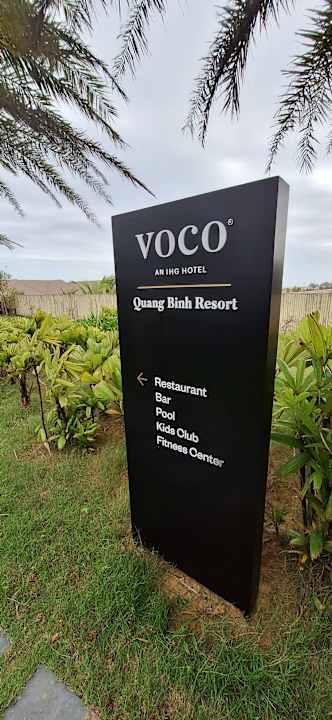 VOCO®
AN IHG HOTEL
Quang Binh Resort
← Restaurant
Bar
Pool
Kids Club
Fitness Center